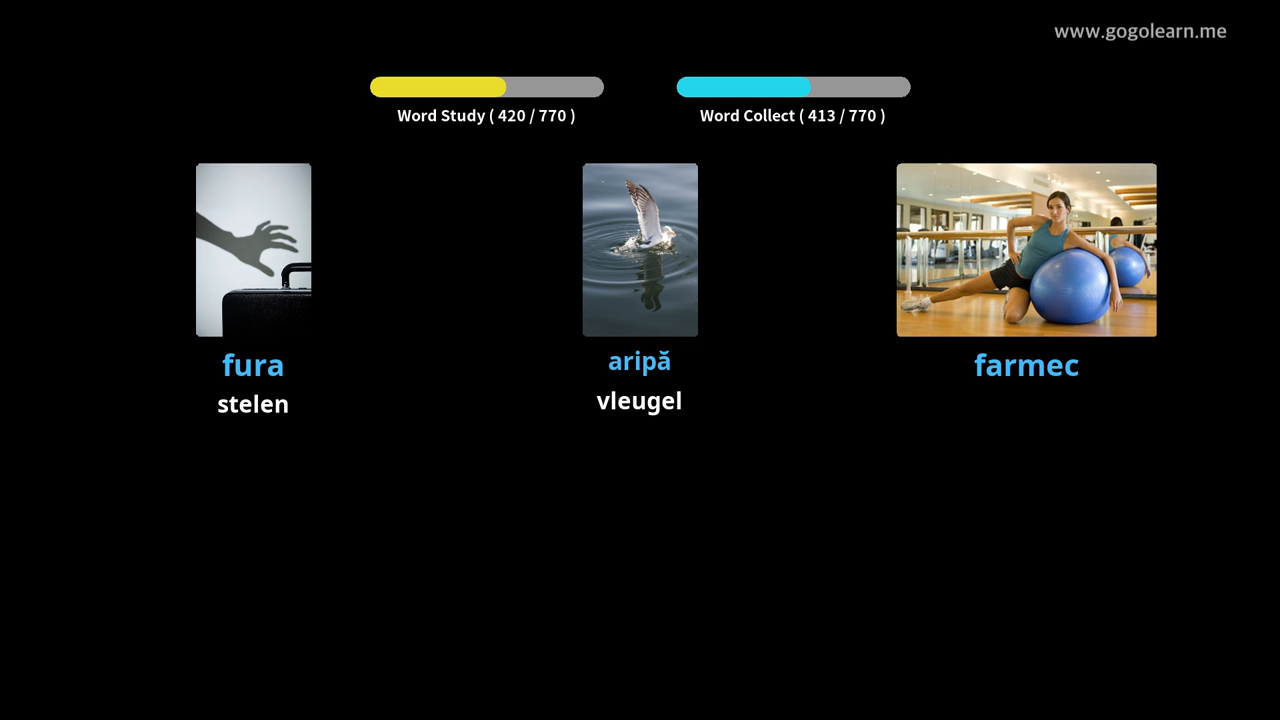 www.gogolearn.me
Word Study ( 420 / 770 )
Word Collect ( 413 / 770 )
fura
stelen
aripă
vleugel
farmec